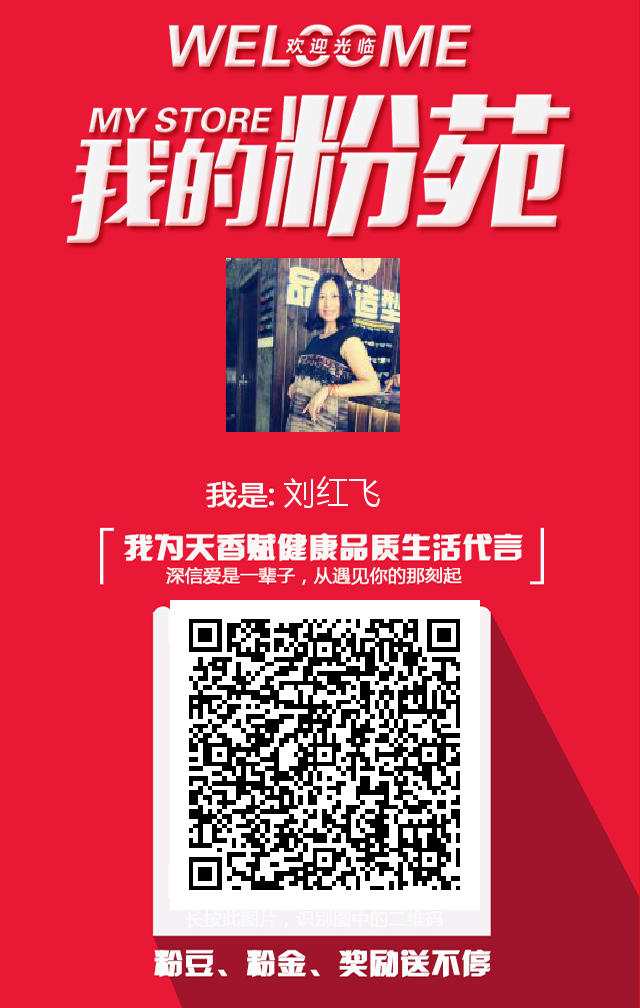 WELCOME
欢迎光临
MY STORE
我的粉苑
品 造型
我是: 刘红飞
我为天香赋健康品质生活代言
深信爱是一辈子，从遇见你的那刻起
长按此图片，识别图中的二维码
粉豆、粉金、奖励送不停